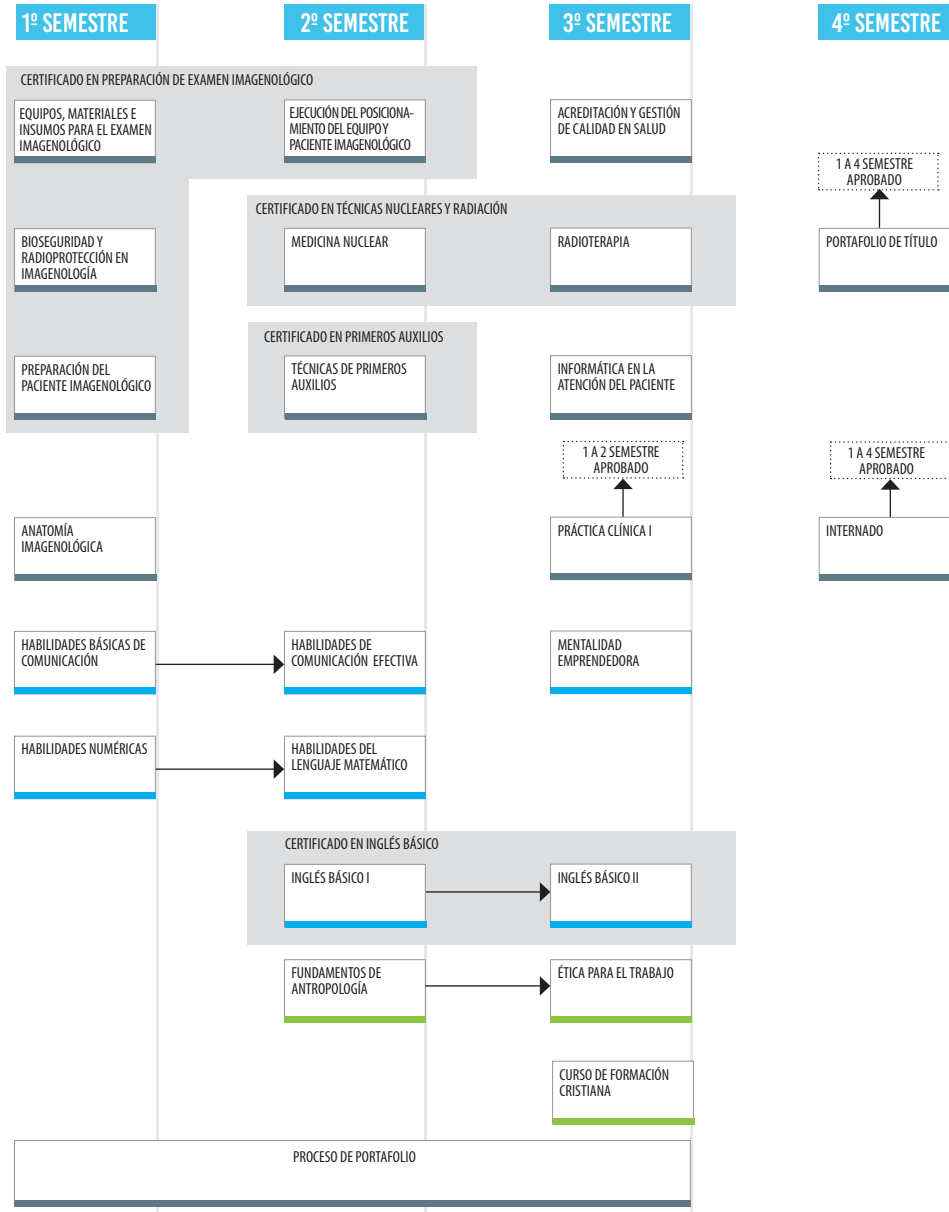 1º SEMESTRE
2º SEMESTRE
3º SEMESTRE
4º SEMESTRE
CERTIFICADO EN PREPARACIÓN DE EXAMEN IMAGENOLÓGICO
EQUIPOS, MATERIALES E
INSUMOS PARA EL EXAMEN
IMAGENOLÓGICO
EJECUCIÓN DEL POSICIONA-
MIENTO DEL EQUIPO Y
PACIENTE IMAGENOLÓGICO
ACREDITACIÓN Y GESTIÓN
DE CALIDAD EN SALUD
1 A 4 SEMESTRE
APROBADO
CERTIFICADO EN TÉCNICAS NUCLEARES Y RADIACIÓN
BIOSEGURIDAD Y
RADIOPROTECCIÓN EN
IMAGENOLOGÍA
MEDICINA NUCLEAR
RADIOTERAPIA
PORTAFOLIO DE TÍTULO
CERTIFICADO EN PRIMEROS AUXILIOS
PREPARACIÓN DEL
PACIENTE IMAGENOLÓGICO
TÉCNICAS DE PRIMEROS
AUXILIOS
INFORMÁTICA EN LA
ATENCIÓN DEL PACIENTE
1 A 2 SEMESTRE
APROBADO
1 A 4 SEMESTRE
APROBADO
ANATOMÍA
IMAGENOLÓGICA
PRÁCTICA CLÍNICA I
INTERNADO
HABILIDADES BÁSICAS DE
COMUNICACIÓN
HABILIDADES DE
COMUNICACIÓN EFECTIVA
MENTALIDAD
EMPRENDEDORA
HABILIDADES NUMÉRICAS
HABILIDADES DEL
LENGUAJE MATEMÁTICO
CERTIFICADO EN INGLÉS BÁSICO
INGLÉS BÁSICO I
INGLÉS BÁSICO II
FUNDAMENTOS DE
ANTROPOLOGÍA
ÉTICA PARA EL TRABAJO
CURSO DE FORMACIÓN
CRISTIANA
PROCESO DE PORTAFOLIO